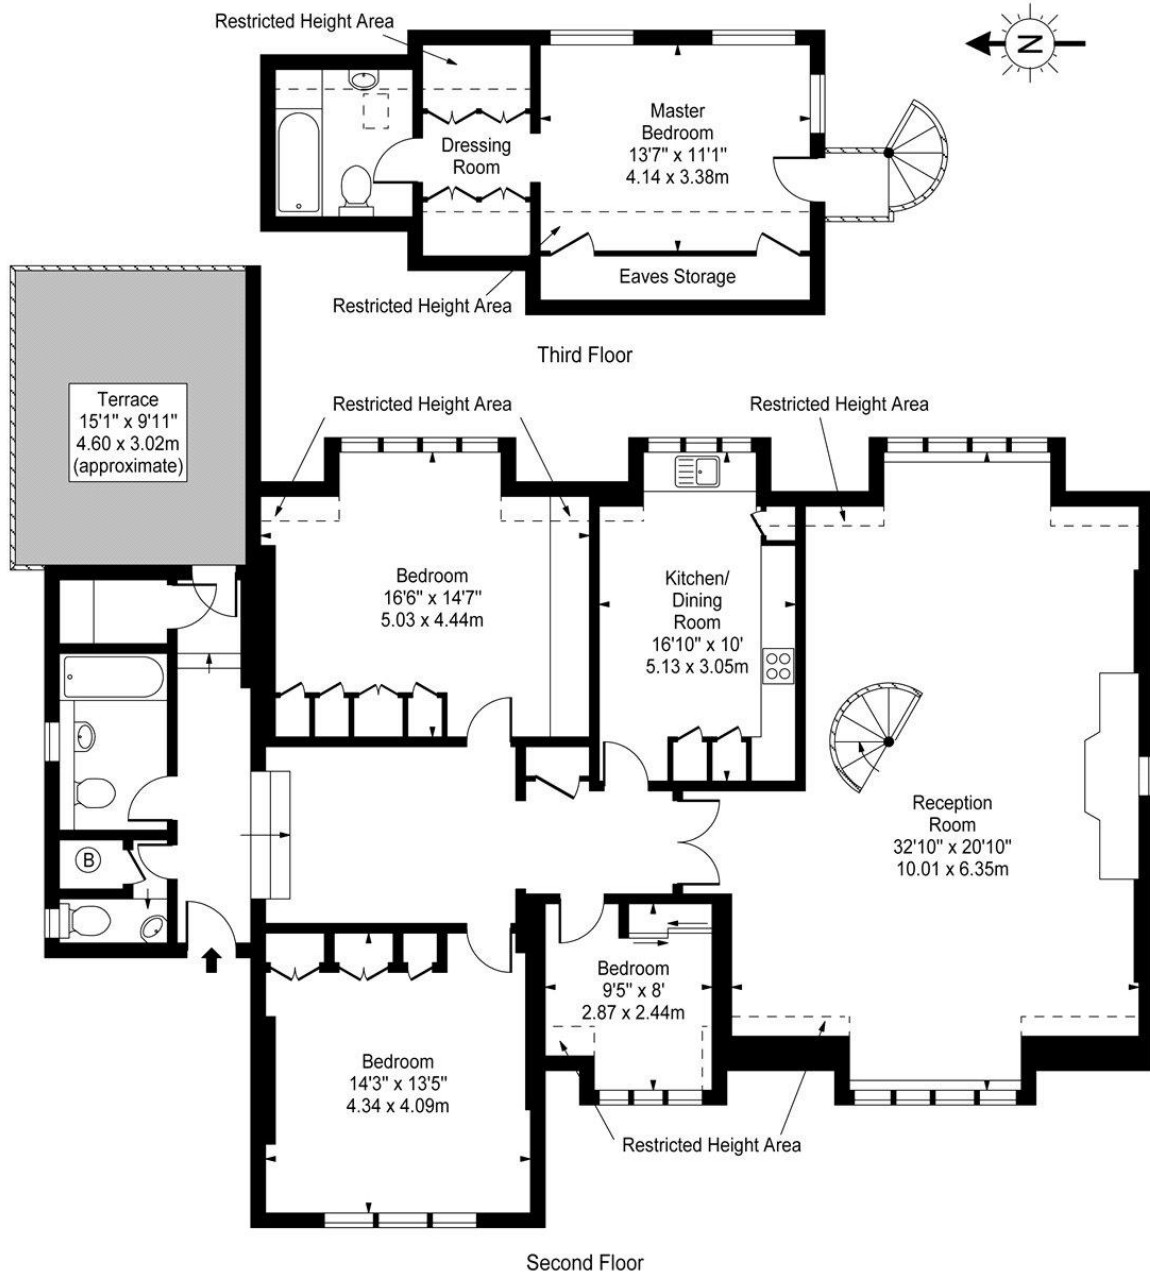 Restricted Height Area
N
Master
Bedroom
13'7" x 11'1"
4.14 x 3.38m
Dressing
Room
Eaves Storage
Restricted Height Area
Third Floor
Terrace
15'1" x 9'11"
4.60 x 3.02m
(approximate)
Restricted Height Area
Restricted Height Area
Bedroom
16'6" x 14'7"
5.03 x 4.44m
Kitchen/
Dining
Room
16'10" x 10'
5.13 x 3.05m
Reception
Room
32'10" x 20'10"
10.01 x 6.35m
B
Bedroom
9'5" x 8'
2.87 x 2.44m
Bedroom
14'3" x 13'5"
4.34 x 4.09m
Restricted Height Area
Second Floor